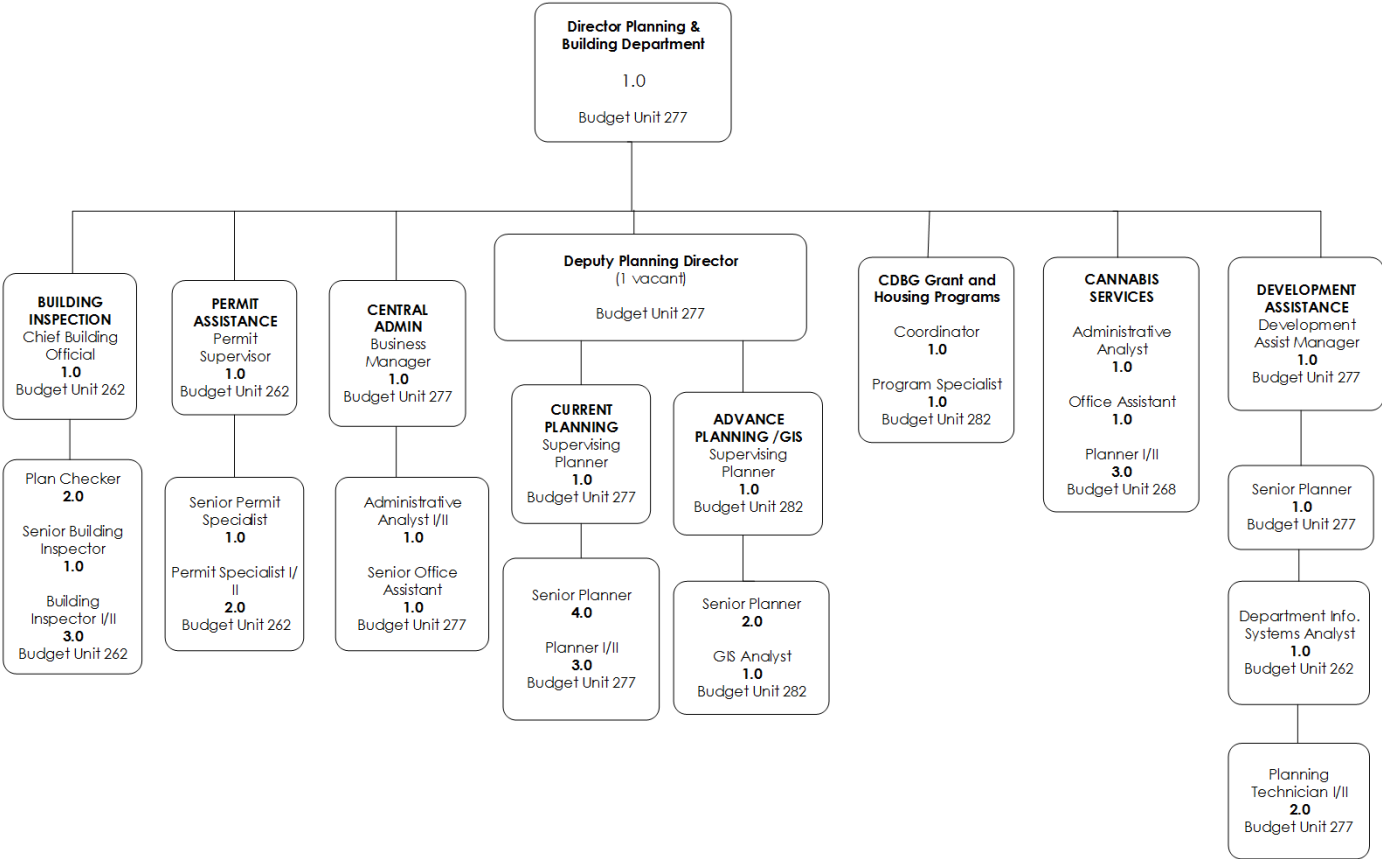 Director Planning &
Building Department
1.0
Budget Unit 277
BUILDING
INSPECTION
Chief Building
Official
1.0
Budget Unit 262
Plan Checker
2.0
Senior Building
Inspector
1.0
Building
Inspector I/II
3.0
Budget Unit 262
PERMIT
ASSISTANCE
Permit
Supervisor
1.0
Budget Unit 262
Senior Permit
Specialist
1.0
Permit Specialist I/
II
2.0
Budget Unit 262
CENTRAL
ADMIN
Business
Manager
1.0
Budget Unit 277
Administrative
Analyst I/II
1.0
Senior Office
Assistant
1.0
Budget Unit 277
Deputy Planning Director
(1 vacant)
Budget Unit 277
CURRENT
PLANNING
Supervising
Planner
1.0
Budget Unit 277
Senior Planner
4.0
Planner I/II
3.0
Budget Unit 277
ADVANCE
PLANNING /GIS
Supervising
Planner
1.0
Budget Unit 282
Senior Planner
2.0
GIS Analyst
1.0
Budget Unit 282
CDBG Grant and
Housing Programs
Coordinator
1.0
Program Specialist
1.0
Budget Unit 282
CANNABIS
SERVICES
Administrative
Analyst
1.0
Office Assistant
1.0
Planner I/II
3.0
Budget Unit 268
DEVELOPMENT
ASSISTANCE
Development
Assist Manager
1.0
Budget Unit 277
Senior Planner
1.0
Budget Unit 277
Department Info.
Systems Analyst
1.0
Budget Unit 262
Planning
Technician I/II
2.0
Budget Unit 277